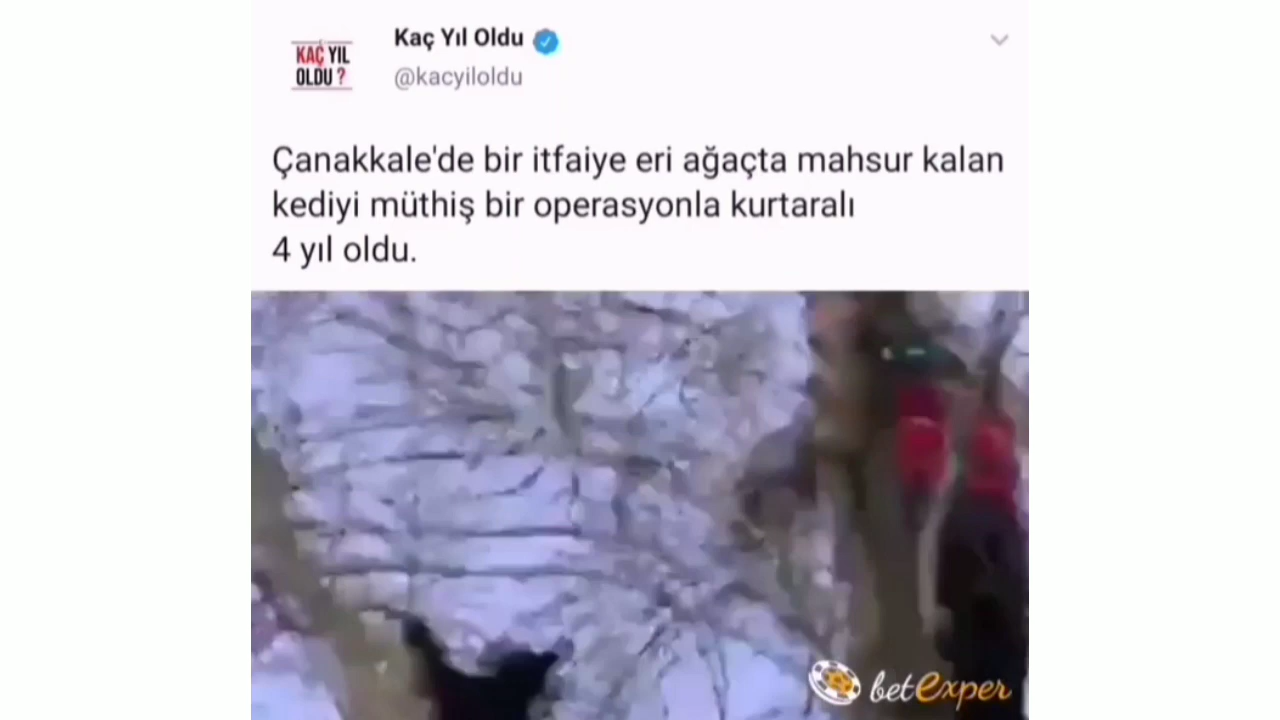 Kaç Yıl Oldu
KAÇ YIL
OLDU ?
@kacyiloldu
Çanakkale'de bir itfaiye eri ağaçta mahsur kalan
kediyi müthiş bir operasyonla kurtaralı
4 yıl oldu.
betexper